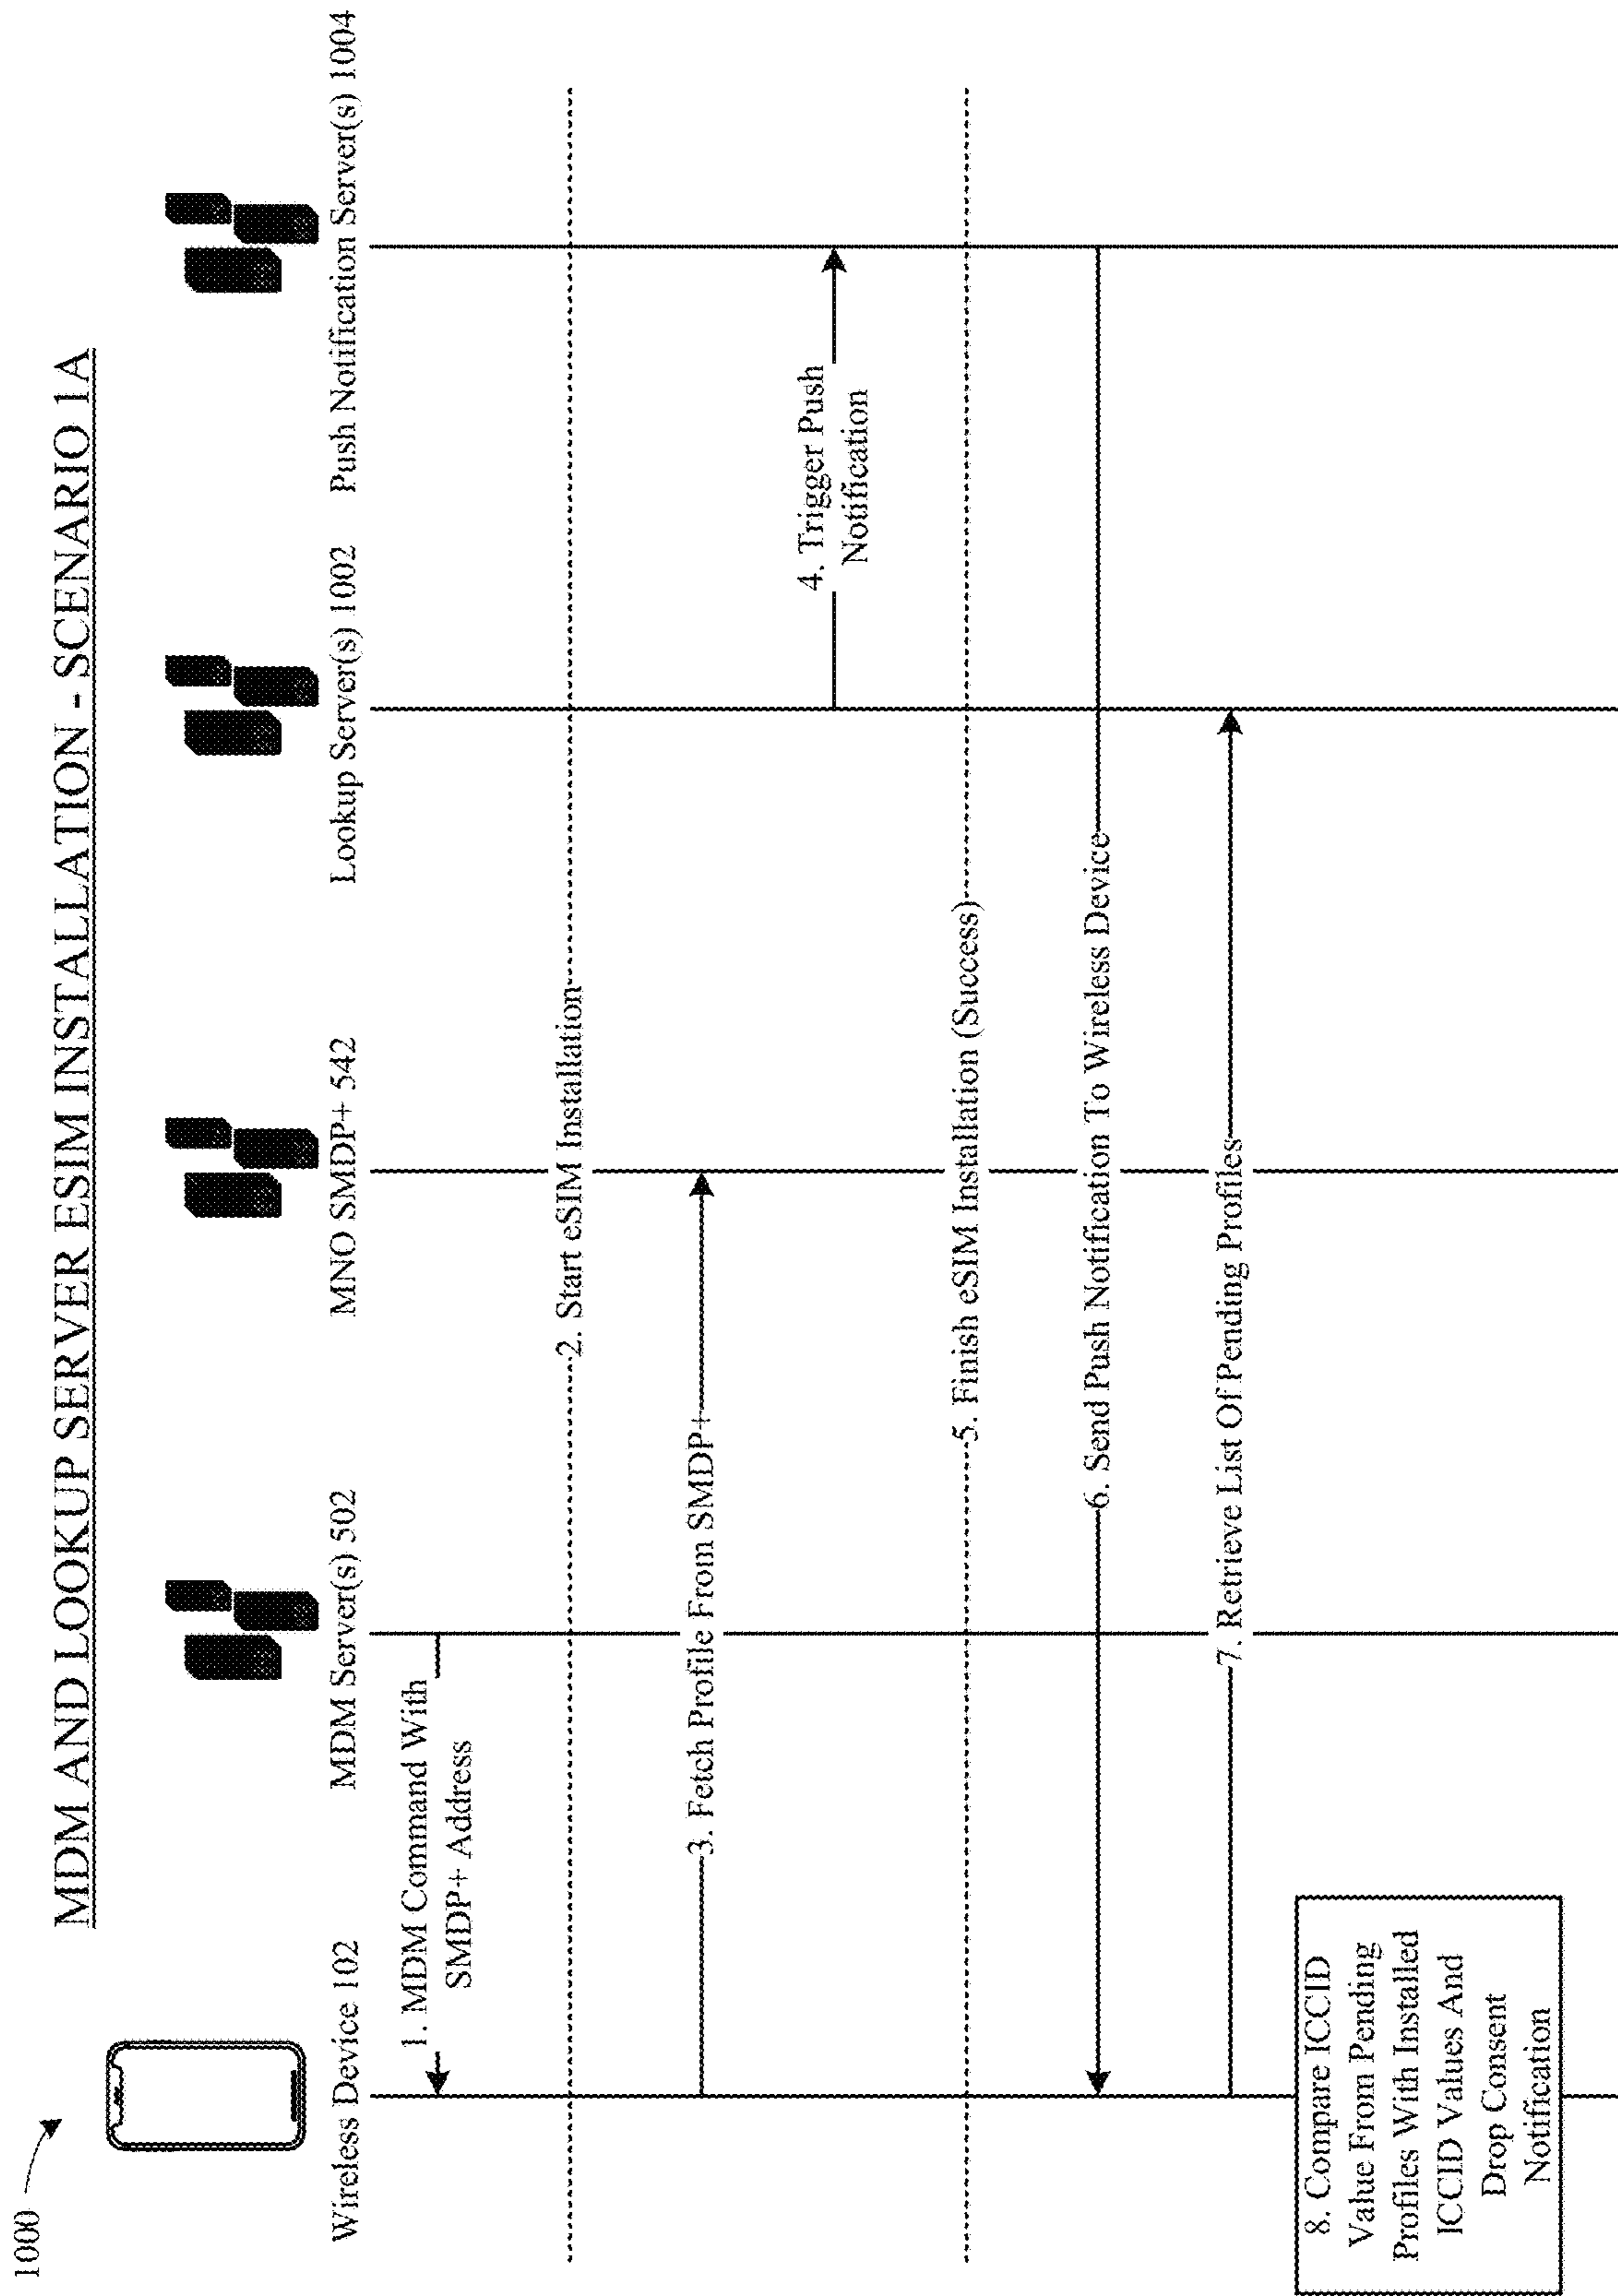 1000
MDM AND LOOKUP SERVER ESIM INSTALLATION - SCENARIO 1A
Wireless Device 102
MDM Server(s) 502
MNO SMDP+ 542
Lookup Server(s) 1002
Push Notification Server(s) 1004
1. MDM Command With
SMDP+ Address
2. Start eSIM Installation
3. Fetch Profile From SMDP+
4. Trigger Push
Notification
5. Finish eSIM Installation (Success)
6. Send Push Notification To Wireless Device
7. Retrieve List Of Pending Profiles
8. Compare ICCID
Value From Pending
Profiles With Installed
ICCID Values And
Drop Consent
Notification